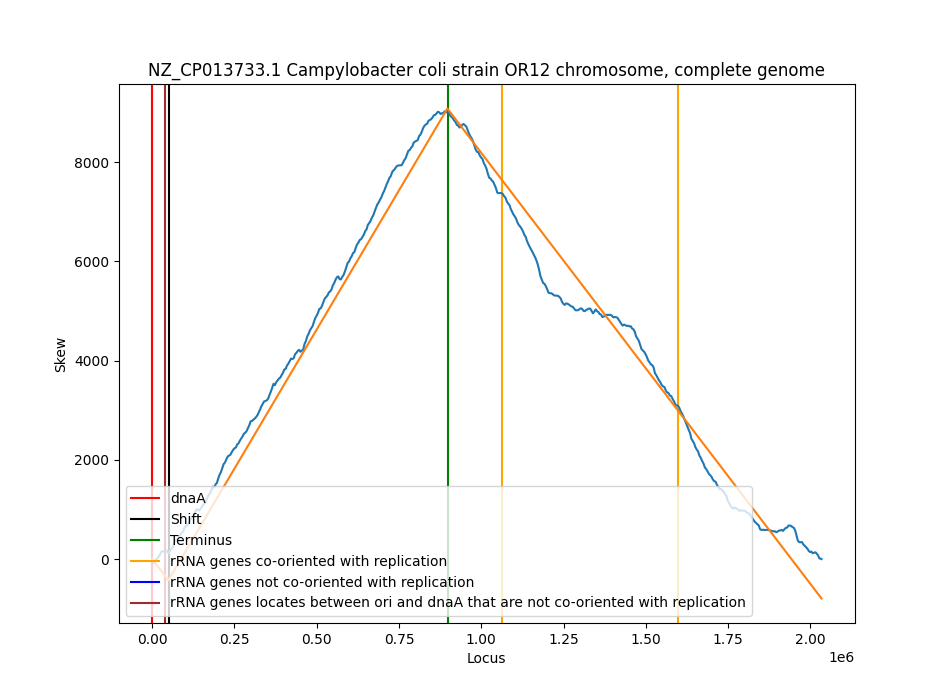 NZ_CP013733.1 Campylobacter coli strain OR12 chromosome, complete genome
8000
6000
4000
2000
0
Skew
dnaA
Shift
Terminus
rRNA genes co-oriented with replication
rRNA genes not co-oriented with replication
rRNA genes locates between ori and dnaA that are not co-oriented with replication
0.00 0.25 0.50 0.75 1.00 1.25 1.50 1.75 2.00
1e6
Locus